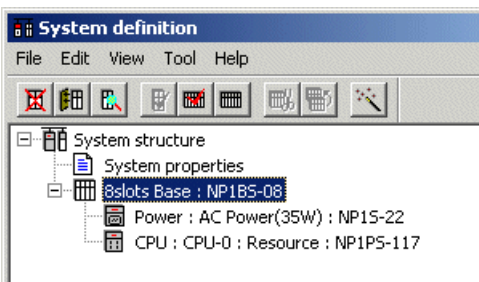 System definition
File Edit View Tool Help
System structure
System properties
8slots Base : NP1BS-08
Power : AC Power(35W) : NP1S-22
CPU : CPU-0 : Resource : NP1PS-117